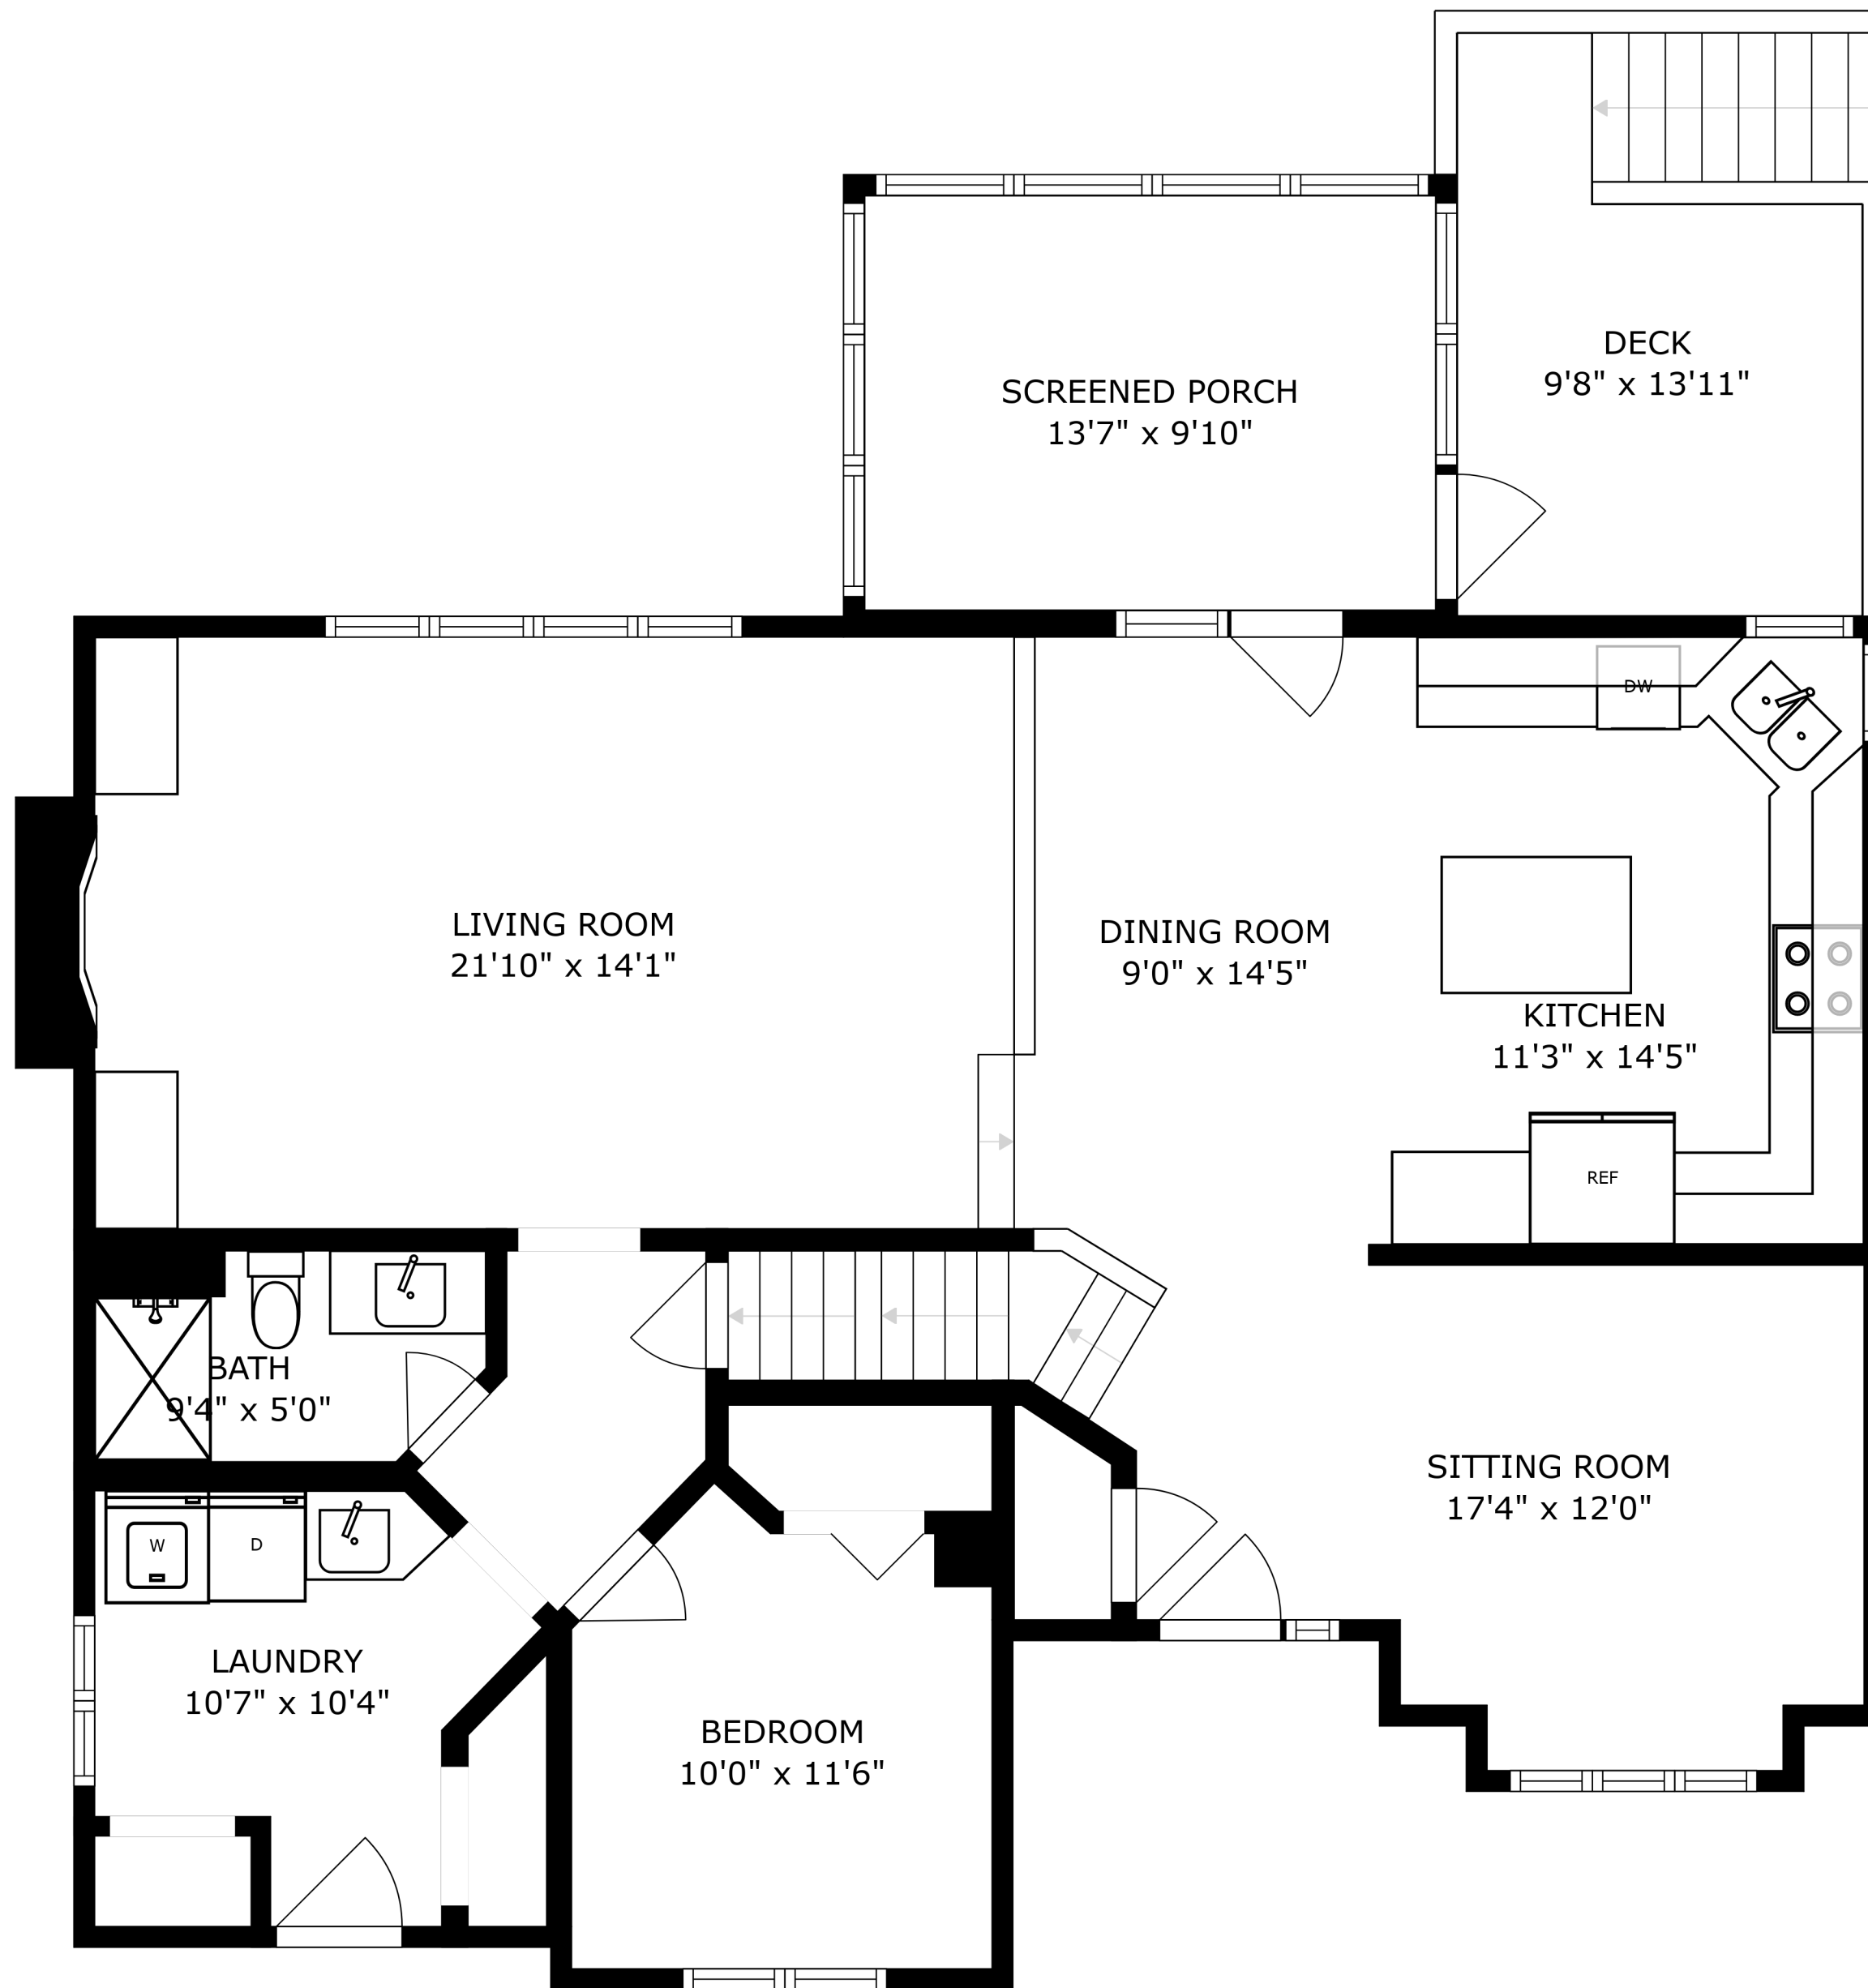 DECK
9'8" x 13'11"
SCREENED PORCH
13'7" x 9'10"
DW
LIVING ROOM
21'10" x 14'1"
DINING ROOM
9'0" x 14'5"
KITCHEN
11'3" x 14'5"
REF
BATH
9'4" x 5'0"
SITTING ROOM
17'4" x 12'0"
W
D
LAUNDRY
10'7" x 10'4"
BEDROOM
10'0" x 11'6"